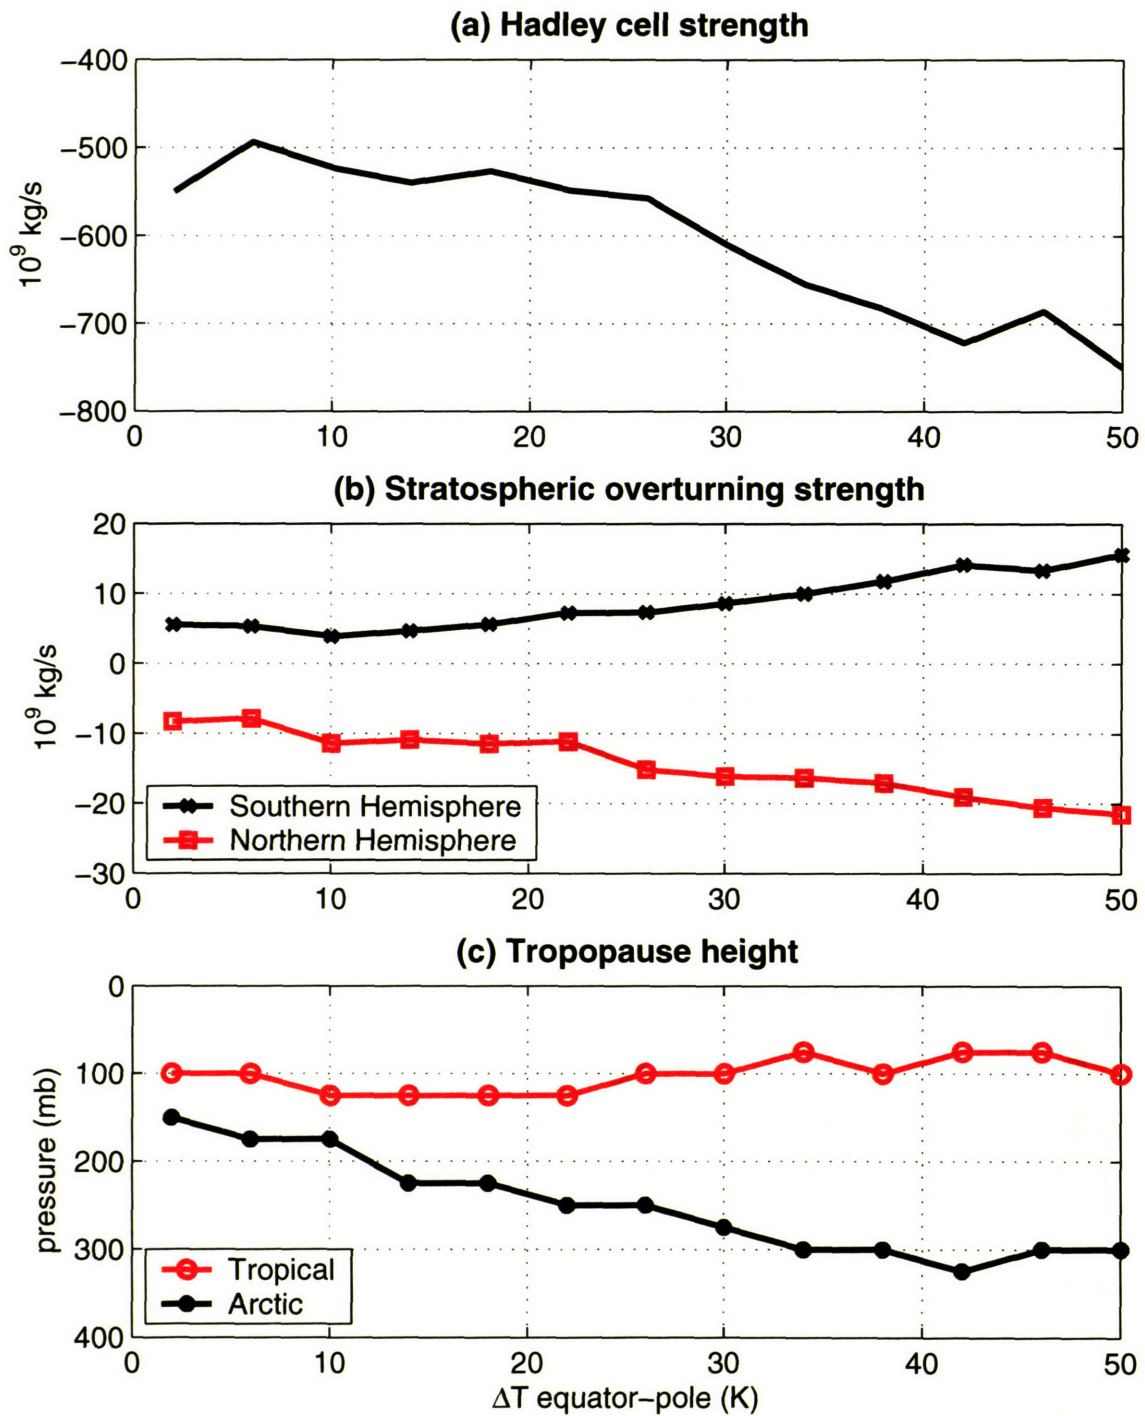 (a) Hadley cell strength
−400
−500
−600
−700
−800
10⁹ kg/s
0 10 20 30 40 50
(b) Stratospheric overturning strength
20
10
0
−10
−20
−30
10⁹ kg/s
Southern Hemisphere
Northern Hemisphere
0 10 20 30 40 50
(c) Tropopause height
0
100
200
300
400
pressure (mb)
Tropical
Arctic
0 10 20 30 40 50
ΔT equator−pole (K)